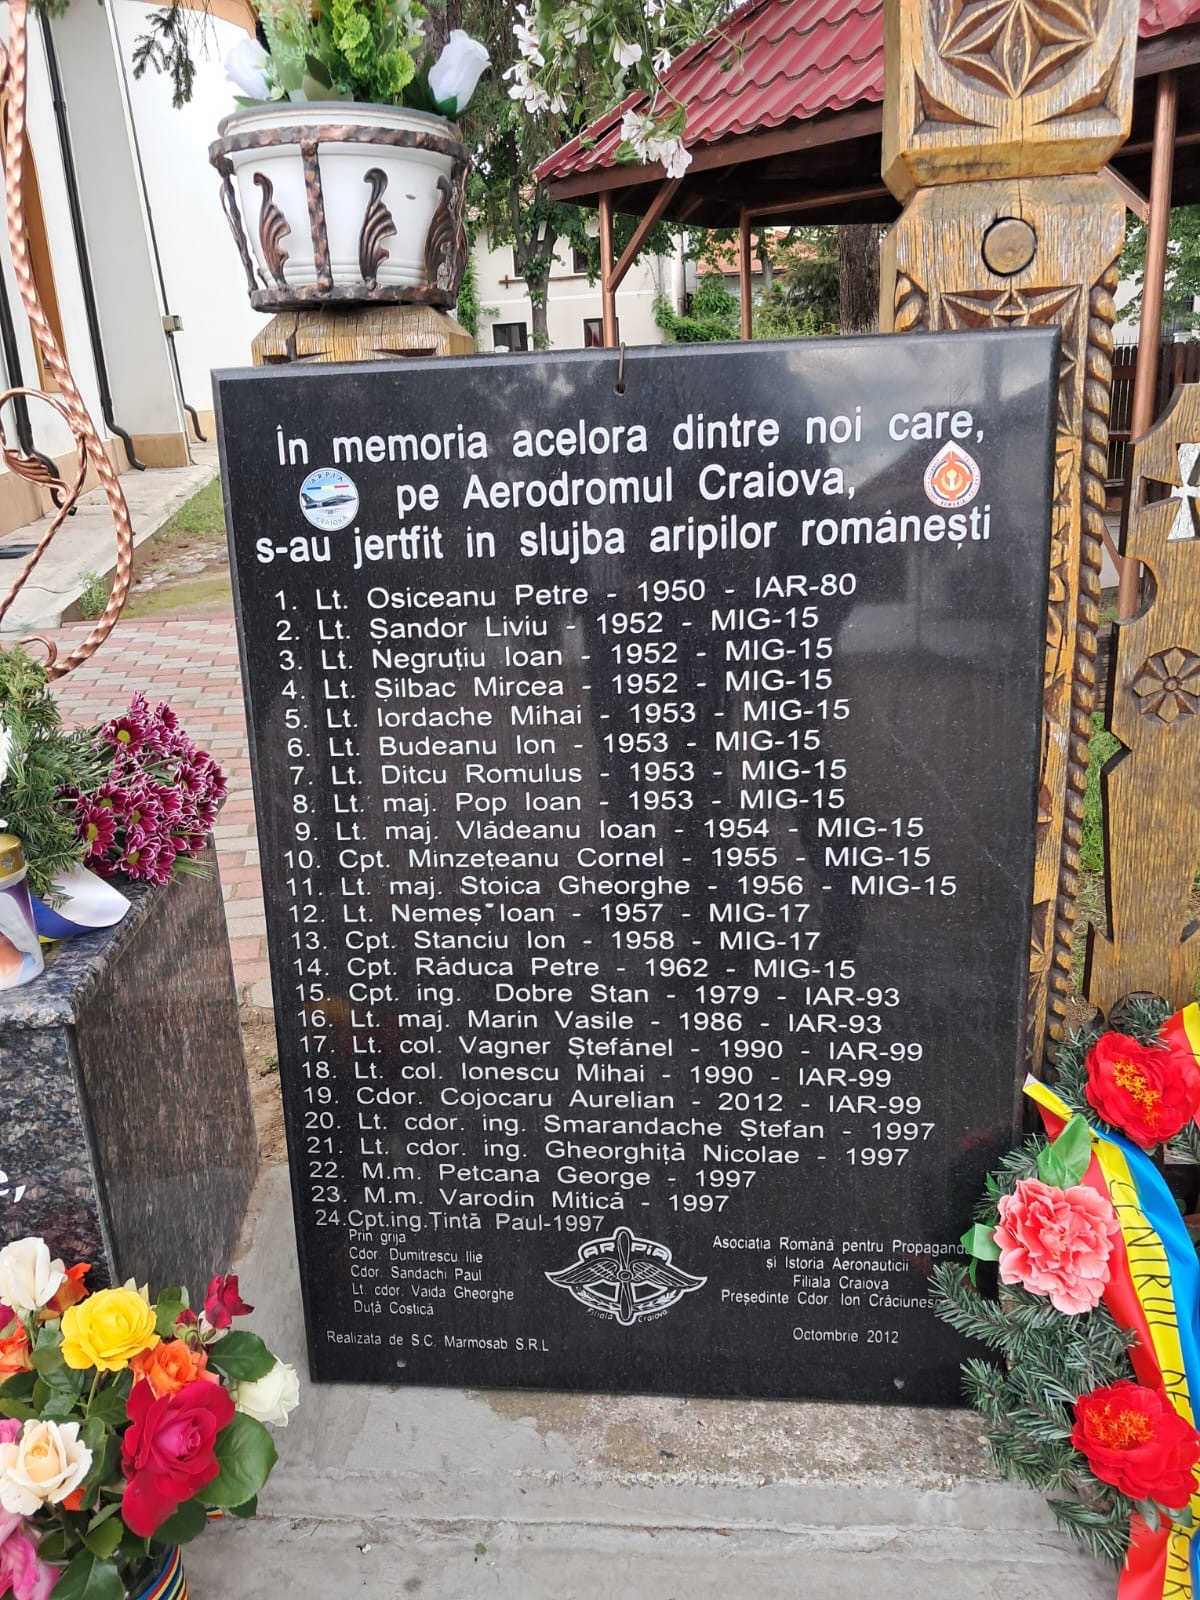 În memoria acelora dintre noi care,
pe Aerodromul Craiova,
s-au jertfit in slujba aripilor românești
ARPIA
CRAIOVA
1. Lt. Osiceanu Petre - 1950 - IAR-80
2. Lt. Șandor Liviu - 1952 - MIG-15
3. Lt. Negruțiu Ioan - 1952 - MIG-15
4. Lt. Șilbac Mircea - 1952 - MIG-15
5. Lt. Iordache Mihai - 1953 - MIG-15
6. Lt. Budeanu Ion - 1953 - MIG-15
7. Lt. Ditcu Romulus - 1953 - MIG-15
8. Lt. maj. Pop Ioan - 1953 - MIG-15
9. Lt. maj. Vlădeanu Ioan - 1954 - MIG-15
10. Cpt. Minzețeanu Cornel - 1955 - MIG-15
11. Lt. maj. Stoica Gheorghe - 1956 - MIG-15
12. Lt. Nemeș Ioan - 1957 - MIG-17
13. Cpt. Stanciu Ion - 1958 - MIG-17
14. Cpt. Răduca Petre - 1962 - MIG-15
15. Cpt. ing. Dobre Stan - 1979 - IAR-93
16. Lt. maj. Marin Vasile - 1986 - IAR-93
17. Lt. col. Vagner Ștefănel - 1990 - IAR-99
18. Lt. col. Ionescu Mihai - 1990 - IAR-99
19. Cdor. Cojocaru Aurelian - 2012 - IAR-99
20. Lt. cdor. ing. Smarandache Ștefan - 1997
21. Lt. cdor. ing. Gheorghiță Nicolae - 1997
22. M.m. Petcana George - 1997
23. M.m. Varodin Mitică - 1997
24.Cpt.ing.Țintă Paul-1997
Prin grija
Cdor. Dumitrescu Ilie
Cdor. Sandachi Paul
Lt. cdor. Vaida Gheorghe
Duță Costică
Realizata de S.C. Marmosab S.R.L
ARPIA
Filiala Craiova
Asociația Română pentru Propaganda
și Istoria Aeronauticii
Filiala Craiova
Președinte Cdor. Ion Crăciunes
Octombrie 2012
CENTRUL DE